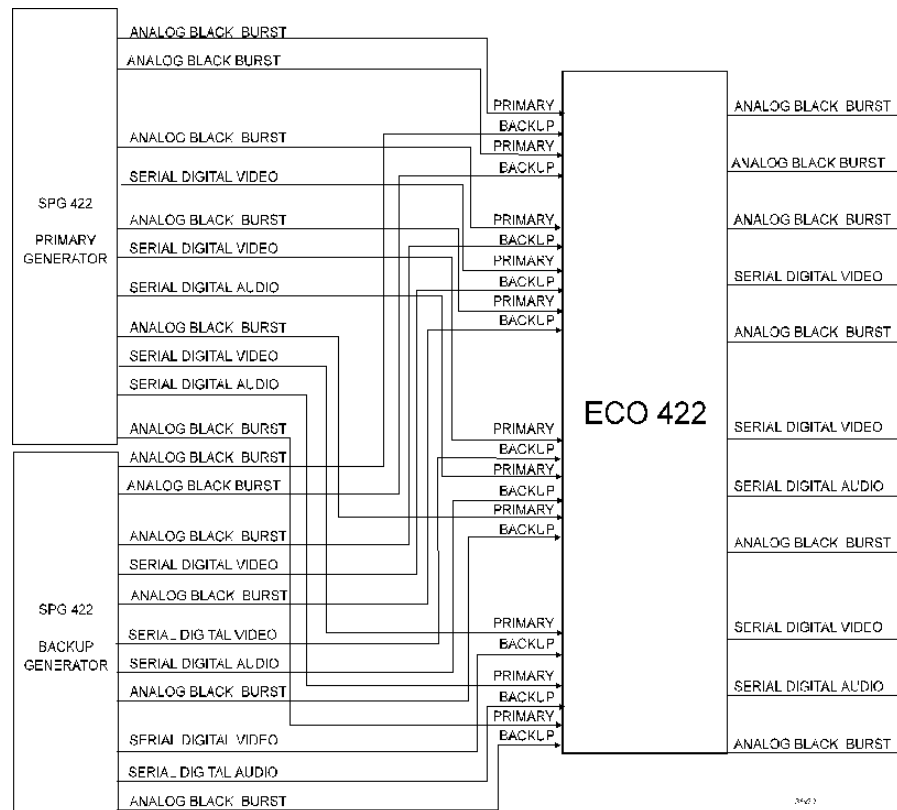 ANALOG BLACK BURST
ANALOG BLACK BURST
ANALOG BLACK BURST
SERIAL DIGITAL VIDEO
ANALOG BLACK BURST
SERIAL DIGITAL VIDEO
SERIAL DIGITAL AUDIO
ANALOG BLACK BURST
SERIAL DIGITAL VIDEO
SERIAL DIGITAL AUDIO
ANALOG BLACK BURST
SPG 422
PRIMARY
GENERATOR
ANALOG BLACK BURST
ANALOG BLACK BURST
ANALOG BLACK BURST
SERIAL DIGITAL VIDEO
ANALOG BLACK BURST
SERIAL DIGITAL VIDEO
SERIAL DIGITAL AUDIO
ANALOG BLACK BURST
SERIAL DIGITAL VIDEO
SERIAL DIGITAL AUDIO
ANALOG BLACK BURST
SPG 422
BACKUP
GENERATOR
PRIMARY
BACKUP
PRIMARY
BACKUP
PRIMARY
BACKUP
PRIMARY
BACKUP
PRIMARY
BACKUP
PRIMARY
BACKUP
PRIMARY
BACKUP
PRIMARY
BACKUP
PRIMARY
BACKUP
PRIMARY
BACKUP
PRIMARY
BACKUP
ECO 422
ANALOG BLACK BURST
ANALOG BLACK BURST
ANALOG BLACK BURST
SERIAL DIGITAL VIDEO
ANALOG BLACK BURST
SERIAL DIGITAL VIDEO
SERIAL DIGITAL AUDIO
ANALOG BLACK BURST
SERIAL DIGITAL VIDEO
SERIAL DIGITAL AUDIO
ANALOG BLACK BURST